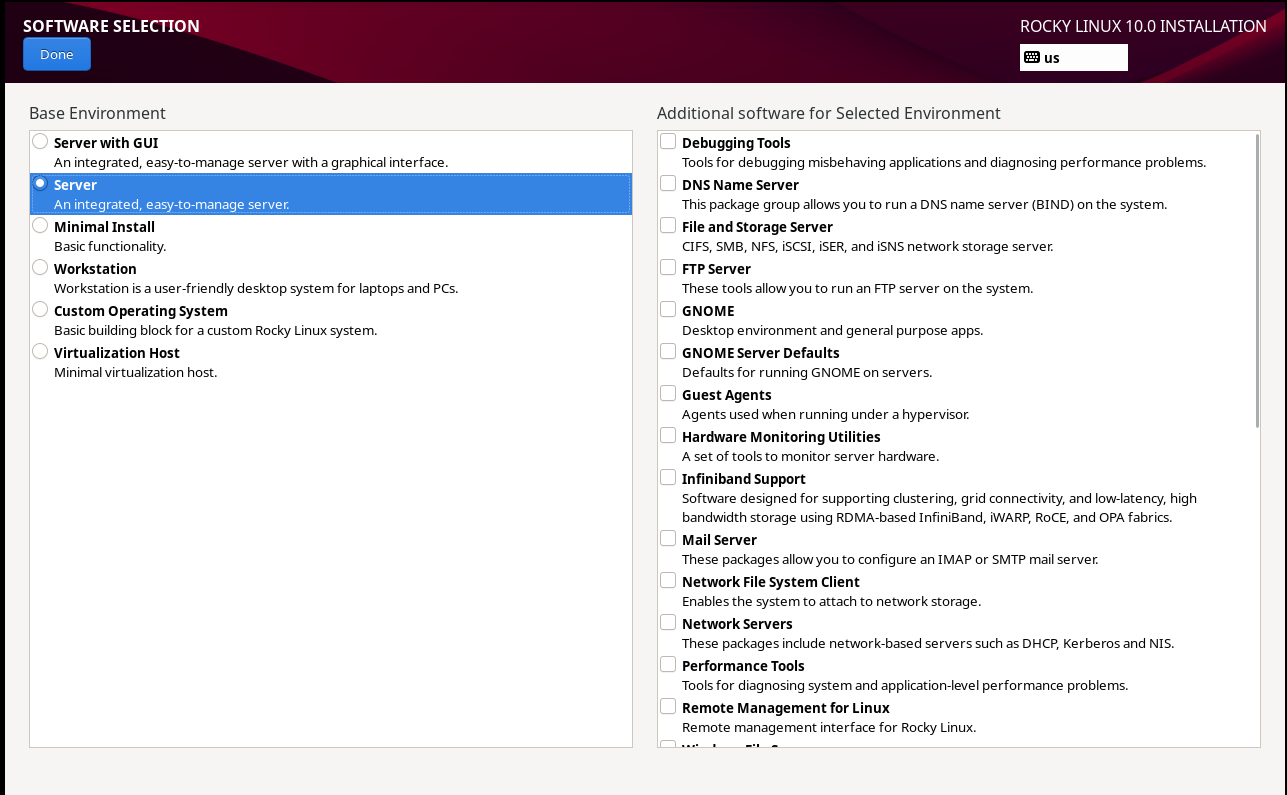 SOFTWARE SELECTION
ROCKY LINUX 10.0 INSTALLATION
Done
us
Base Environment
Server with GUI
An integrated, easy-to-manage server with a graphical interface.
Server
An integrated, easy-to-manage server.
Minimal Install
Basic functionality.
Workstation
Workstation is a user-friendly desktop system for laptops and PCs.
Custom Operating System
Basic building block for a custom Rocky Linux system.
Virtualization Host
Minimal virtualization host.
Additional software for Selected Environment
Debugging Tools
Tools for debugging misbehaving applications and diagnosing performance problems.
DNS Name Server
This package group allows you to run a DNS name server (BIND) on the system.
File and Storage Server
CIFS, SMB, NFS, iSCSI, iSER, and iSNS network storage server.
FTP Server
These tools allow you to run an FTP server on the system.
GNOME
Desktop environment and general purpose apps.
GNOME Server Defaults
Defaults for running GNOME on servers.
Guest Agents
Agents used when running under a hypervisor.
Hardware Monitoring Utilities
A set of tools to monitor server hardware.
Infiniband Support
Software designed for supporting clustering, grid connectivity, and low-latency, high
bandwidth storage using RDMA-based InfiniBand, iWARP, RoCE, and OPA fabrics.
Mail Server
These packages allow you to configure an IMAP or SMTP mail server.
Network File System Client
Enables the system to attach to network storage.
Network Servers
These packages include network-based servers such as DHCP, Kerberos and NIS.
Performance Tools
Tools for diagnosing system and application-level performance problems.
Remote Management for Linux
Remote management interface for Rocky Linux.